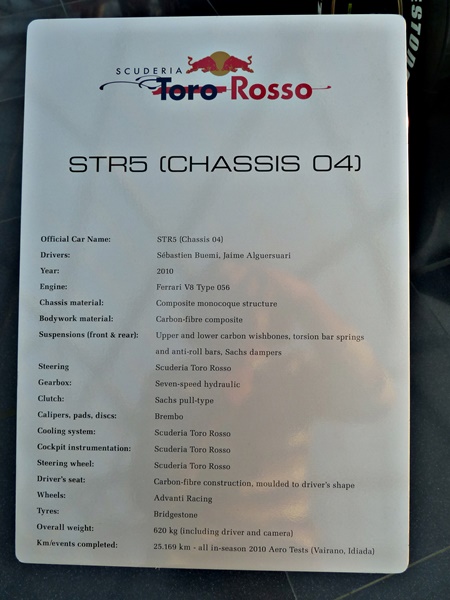 SCUDERIA
Toro Rosso
STR5 (CHASSIS 04)
Official Car Name: STR5 (Chassis 04)
Drivers: Sébastien Buemi, Jaime Alguersuari
Year: 2010
Engine: Ferrari V8 Type 056
Chassis material: Composite monocoque structure
Bodywork material: Carbon-fibre composite
Suspensions (front & rear): Upper and lower carbon wishbones, torsion bar springs
and anti-roll bars, Sachs dampers
Steering Scuderia Toro Rosso
Gearbox: Seven-speed hydraulic
Clutch: Sachs pull-type
Calipers, pads, discs: Brembo
Cooling system: Scuderia Toro Rosso
Cockpit instrumentation: Scuderia Toro Rosso
Steering wheel: Scuderia Toro Rosso
Driver's seat: Carbon-fibre construction, moulded to driver's shape
Wheels: Advanti Racing
Tyres: Bridgestone
Overall weight: 620 kg (including driver and camera)
Km/events completed: 25.169 km - all in-season 2010 Aero Tests (Vairano, Idiada)